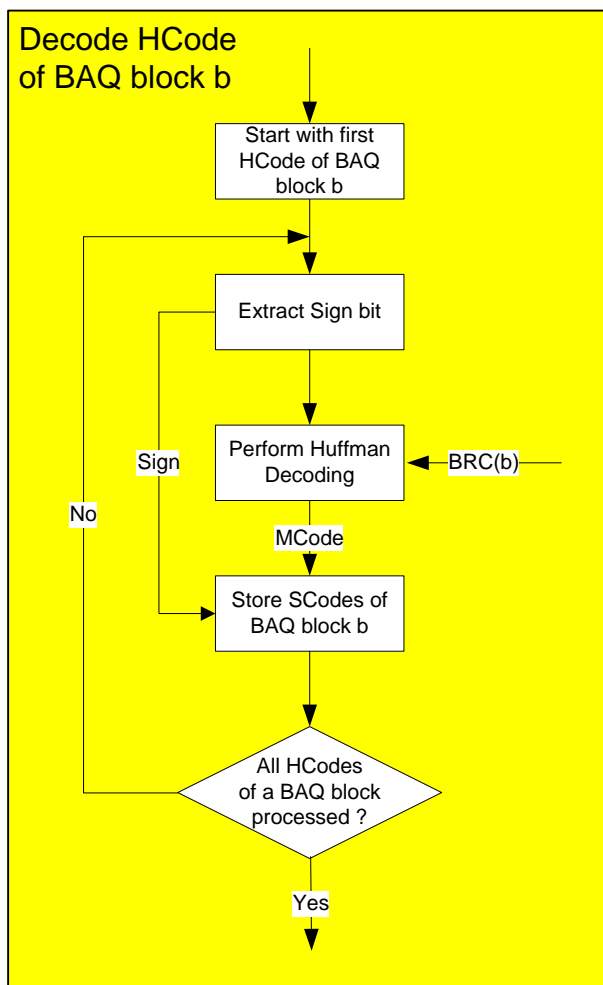 Decode HCode
of BAQ block b
Start with first
HCode of BAQ
block b
Extract Sign bit
Perform Huffman
Decoding
BRC(b)
Sign
No
MCode
Store SCodes of
BAQ block b
All HCodes
of a BAQ block
processed ?
Yes